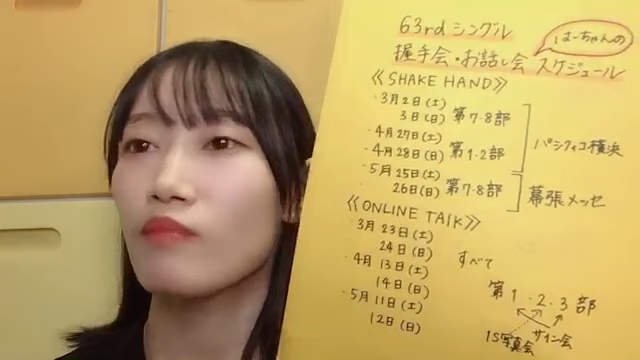 63rdシングル
握手会・お話し会 スケジュール
はーちゃんの
《SHAKE HAND》
・3月2日(土)
3日(日) 第7・8部
・4月27日(土)
・4月28日(日) 第1・2部
パシフィコ横浜
・5月25日(土)
26日(日) 第7・8部
幕張メッセ
《ONLINE TALK》
・3月23日(土)
24日(日)
・4月13日(土)
14日(日)
すべて
・5月11日(土)
12日(日)
第1・2・3部
1S写真会
サイン会